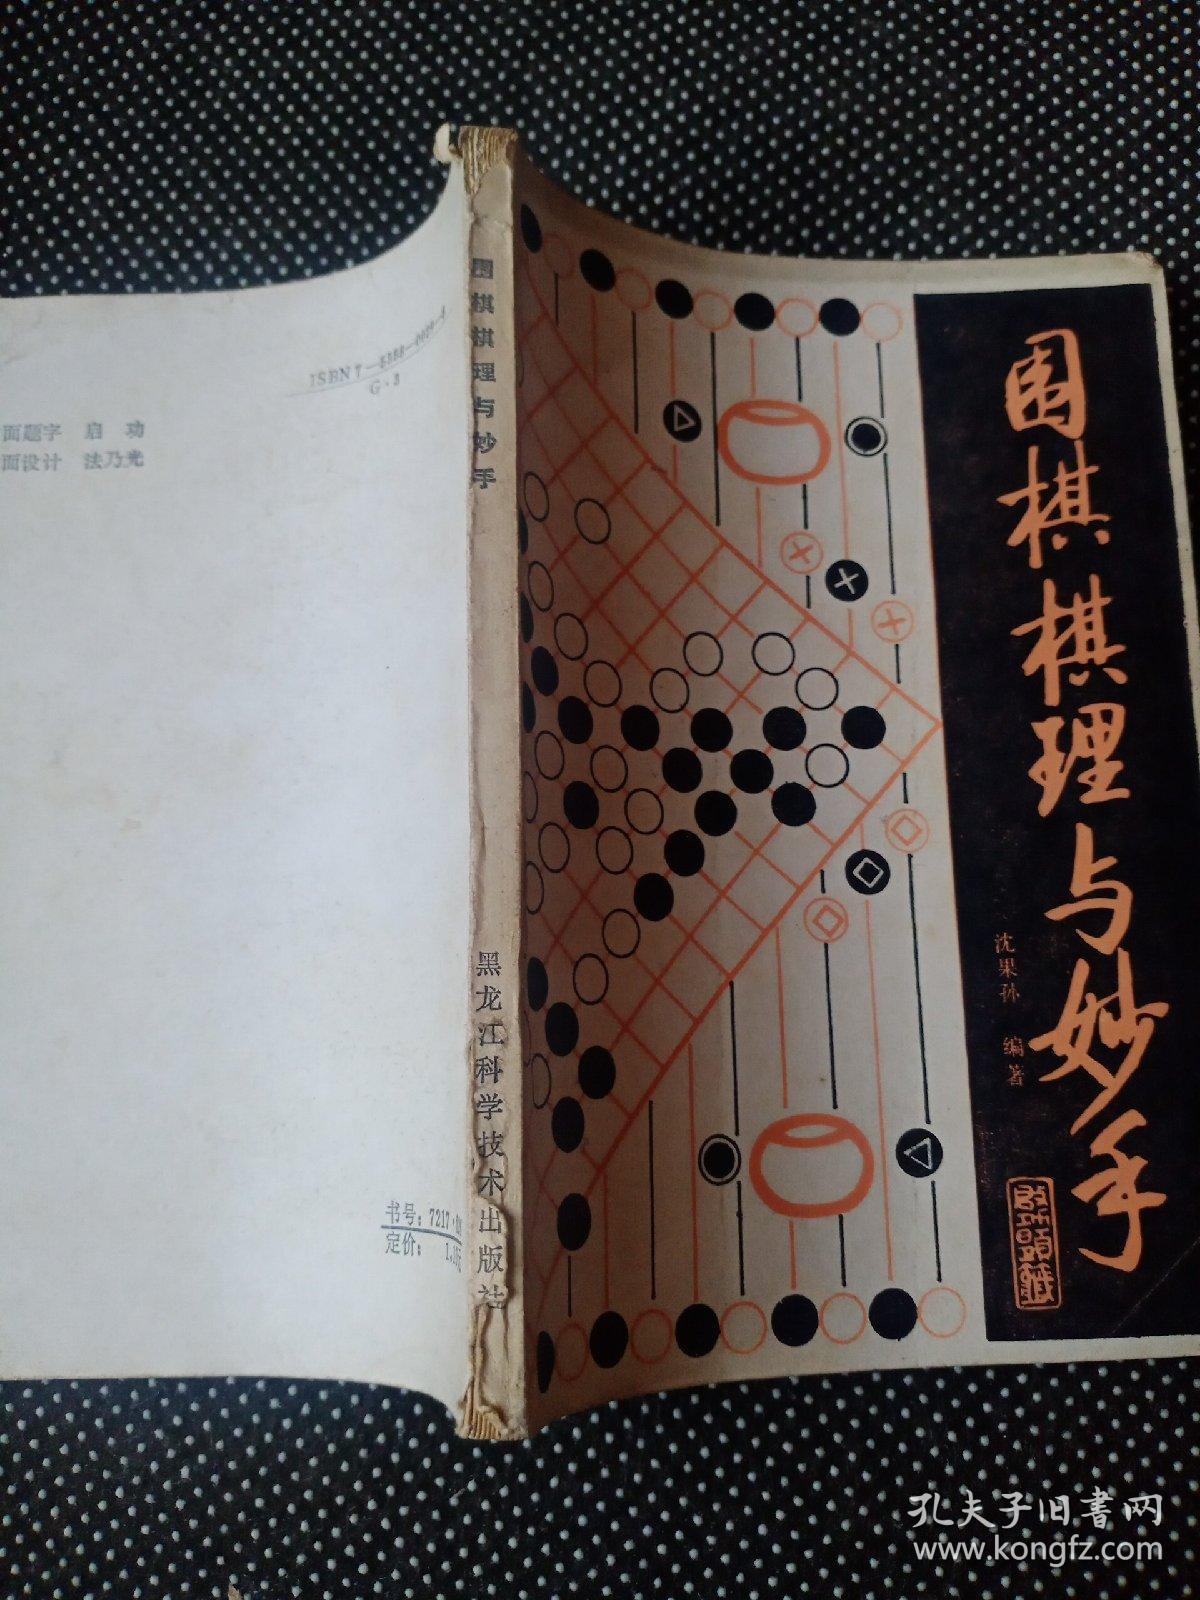 围棋棋理与妙手
沈果孙 编著
围棋棋理与妙手
黑龙江科学技术出版社
G·3
面题字 启 功
面设计 法乃光
书号：7217·
定价：
孔夫子旧書网
www.kongfz.com